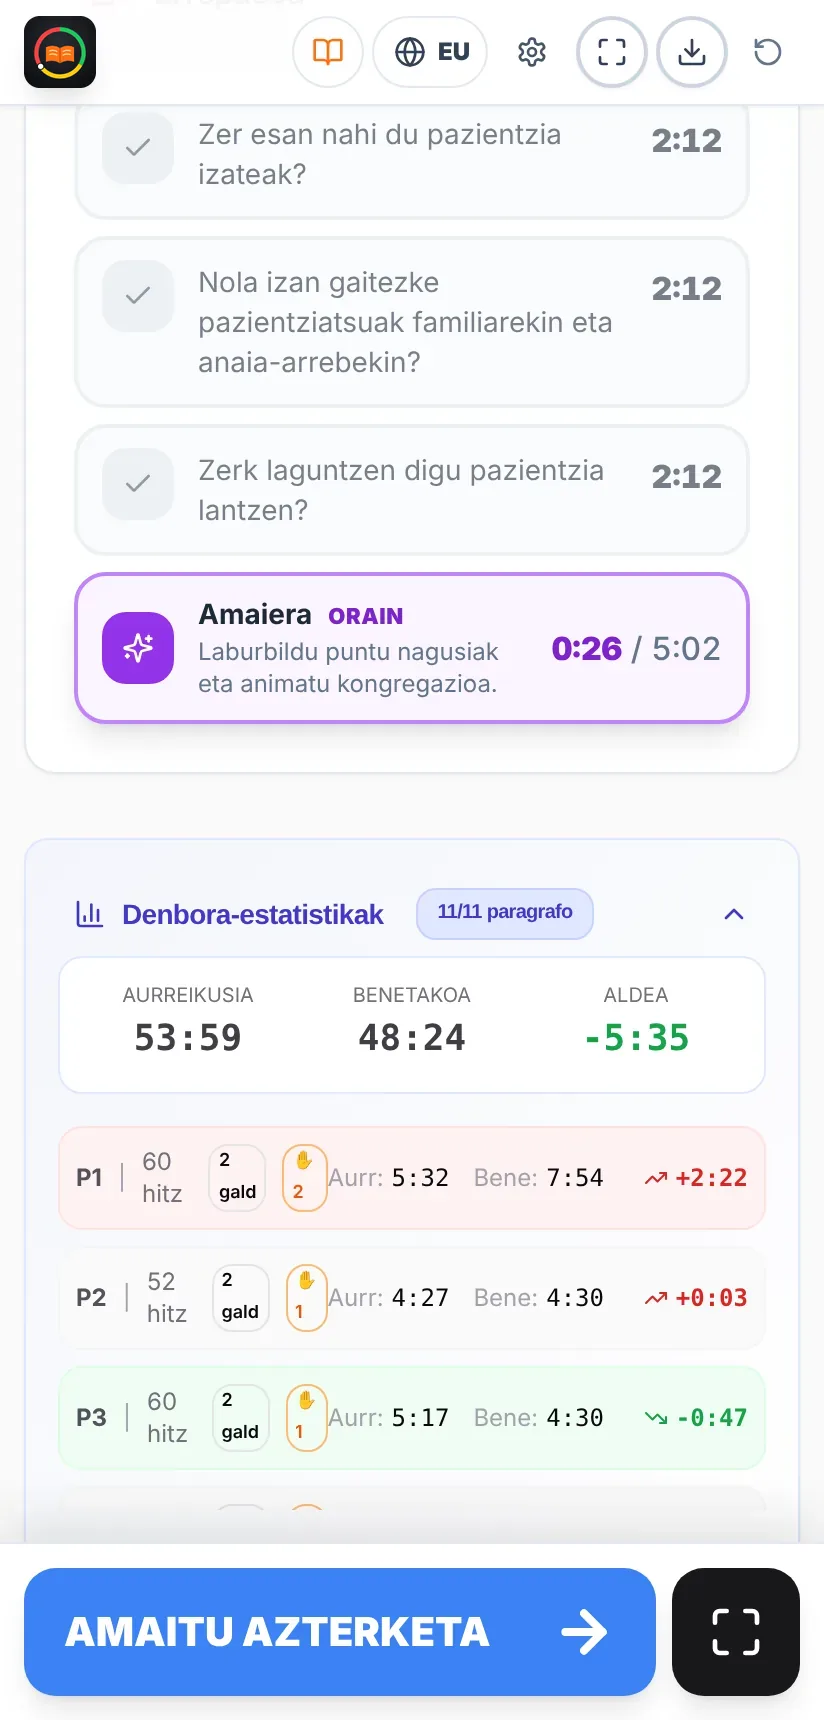 EU
Zer esan nahi du pazientzia
izateak?
2:12
Nola izan gaitezke
pazientziatsuak familiarekin eta
anaia-arrebekin?
2:12
Zerk laguntzen digu pazientzia
lantzen?
2:12
Amaiera ORAIN
Laburbildu puntu nagusiak
eta animatu kongregazioa.
0:26 / 5:02
Denbora-estatistikak
11/11 paragrafo
AURREIKUSIA
53:59
BENETAKOA
48:24
ALDEA
-5:35
P1
60
hitz
2
gald
2
Aurr: 5:32
Bene: 7:54
+2:22
P2
52
hitz
2
gald
1
Aurr: 4:27
Bene: 4:30
+0:03
P3
60
hitz
2
gald
1
Aurr: 5:17
Bene: 4:30
-0:47
AMAITU AZTERKETA